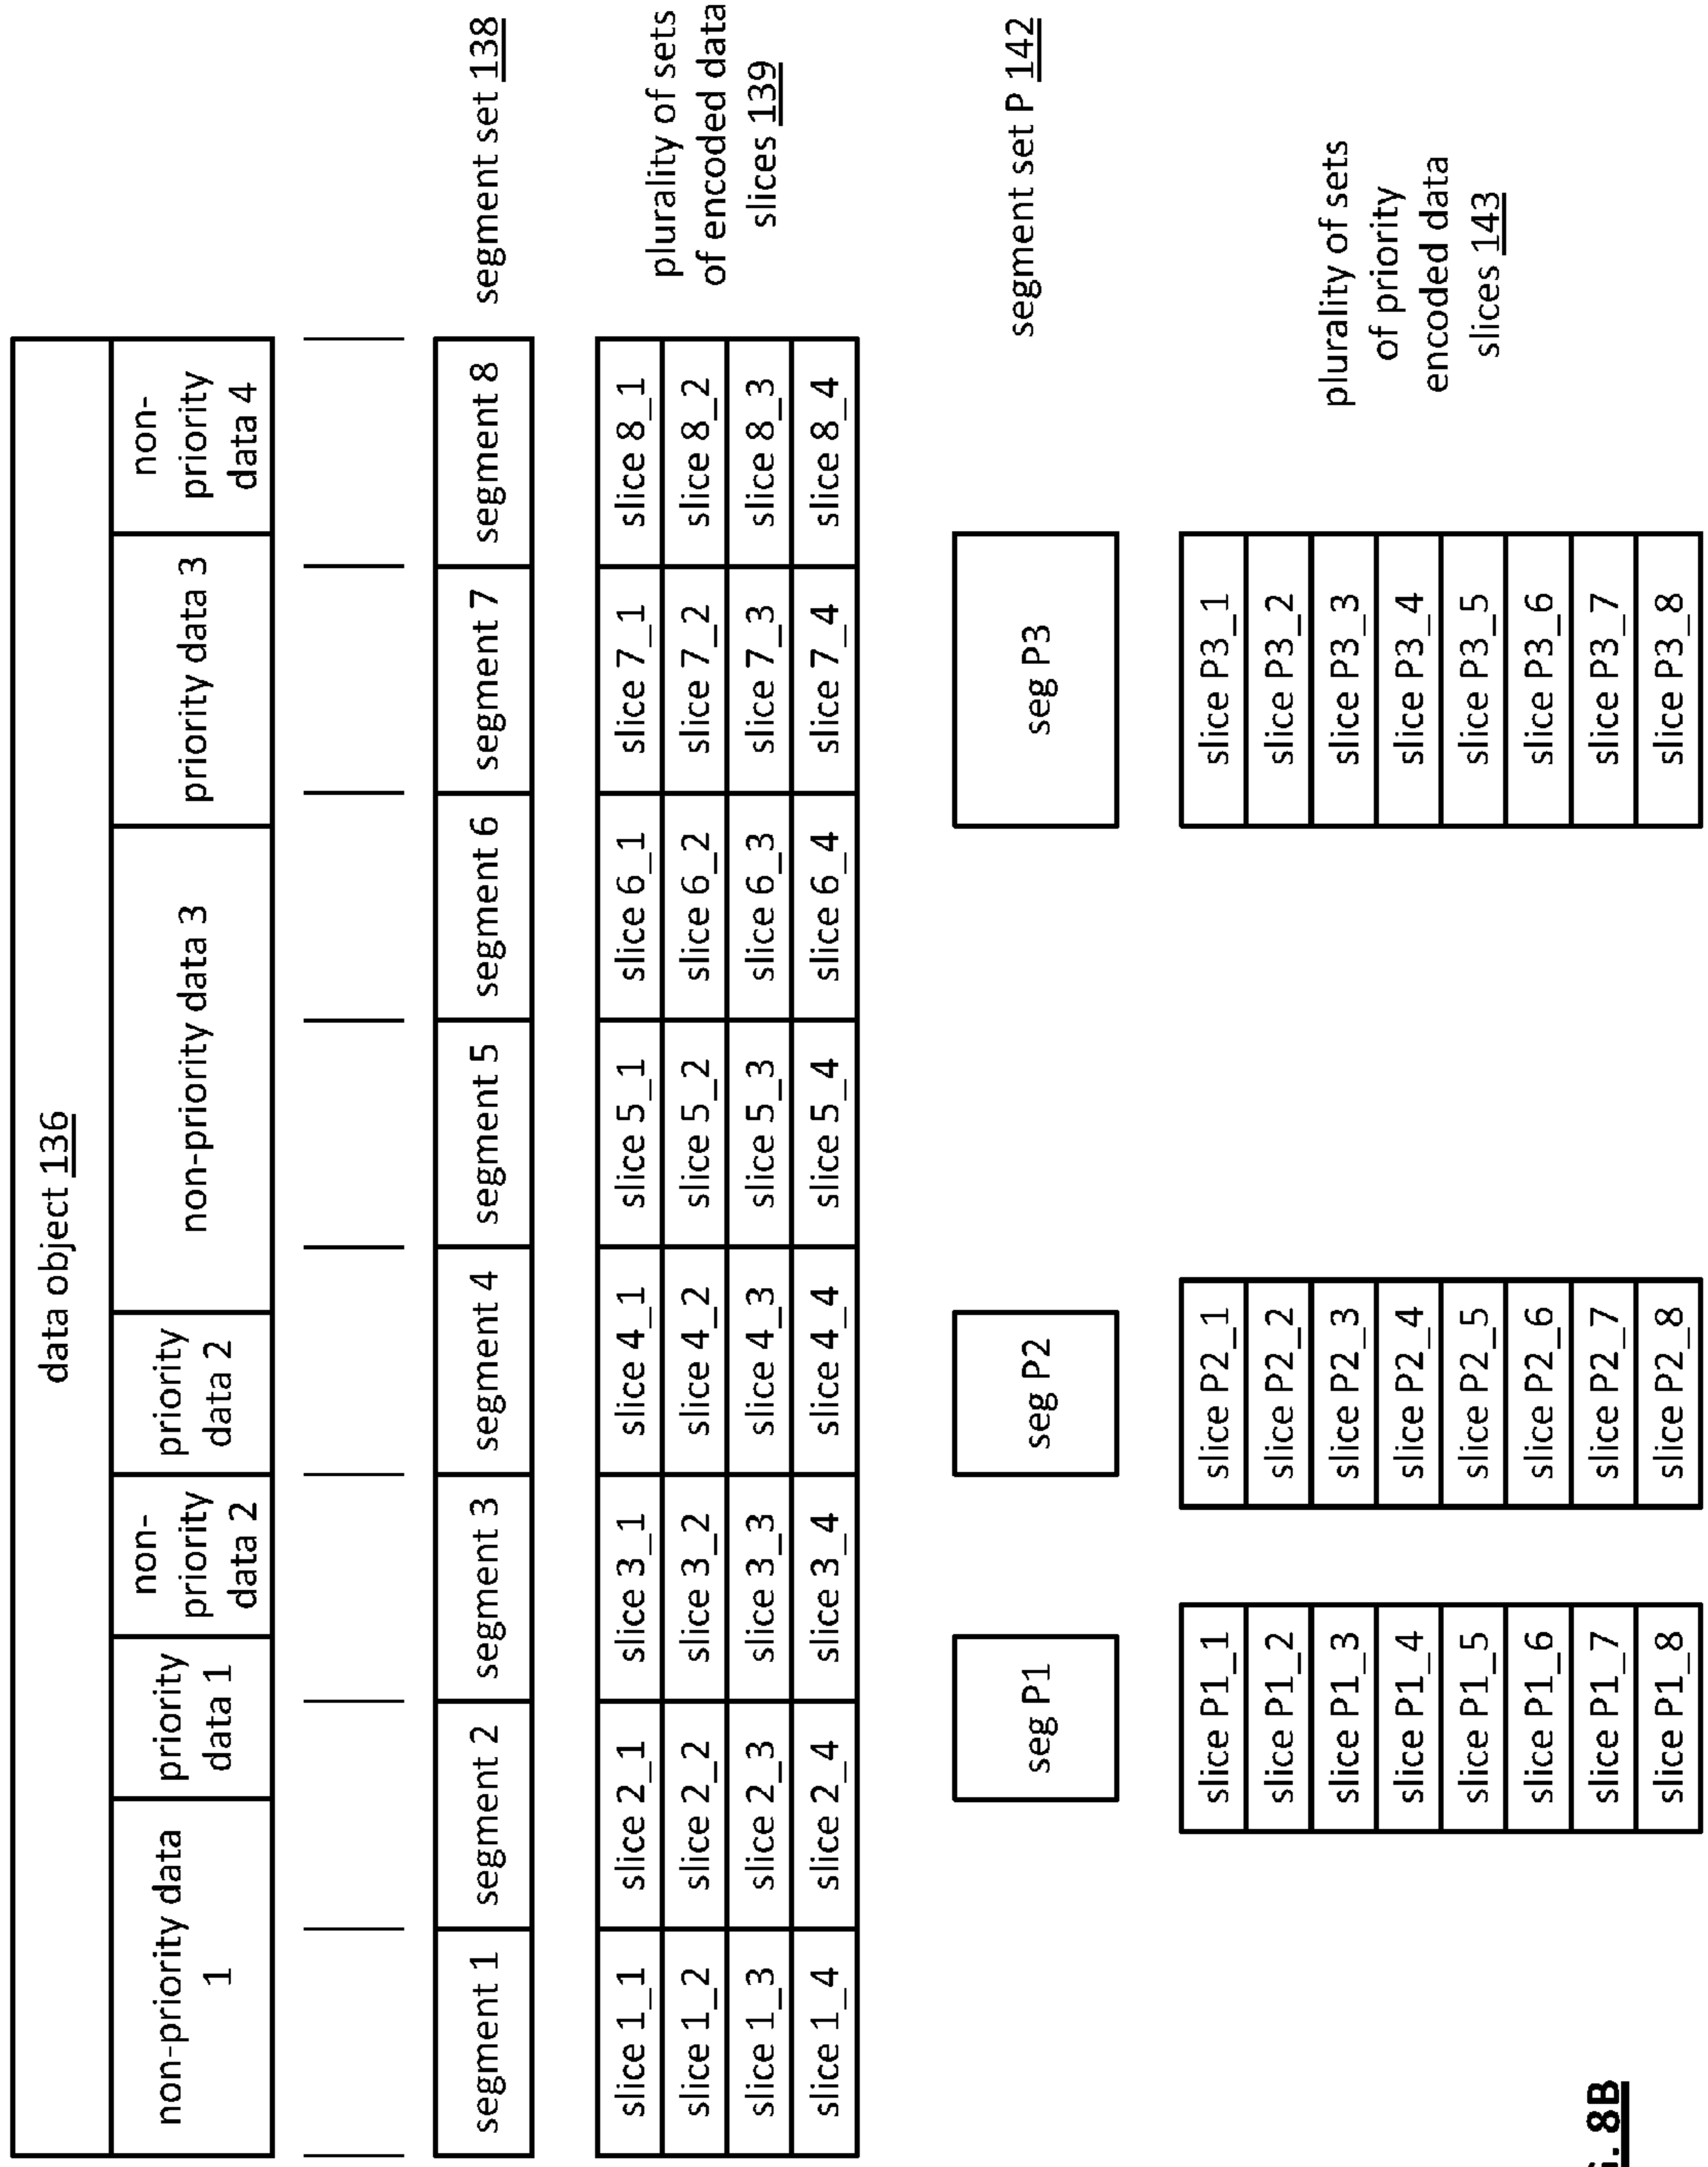 data object 136
non-priority data
1
priority
data 1
non-
priority
data 2
priority
data 2
non-priority data 3
priority data 3
non-
priority
data 4
segment 1
segment 2
segment 3
segment 4
segment 5
segment 6
segment 7
segment 8
segment set 138
slice 1_1
slice 2_1
slice 3_1
slice 4_1
slice 5_1
slice 6_1
slice 7_1
slice 8_1
slice 1_2
slice 2_2
slice 3_2
slice 4_2
slice 5_2
slice 6_2
slice 7_2
slice 8_2
slice 1_3
slice 2_3
slice 3_3
slice 4_3
slice 5_3
slice 6_3
slice 7_3
slice 8_3
slice 1_4
slice 2_4
slice 3_4
slice 4_4
slice 5_4
slice 6_4
slice 7_4
slice 8_4
plurality of sets
of encoded data
slices 139
seg P1
seg P2
seg P3
segment set P 142
slice P1_1
slice P2_1
slice P3_1
slice P1_2
slice P2_2
slice P3_2
slice P1_3
slice P2_3
slice P3_3
slice P1_4
slice P2_4
slice P3_4
slice P1_5
slice P2_5
slice P3_5
slice P1_6
slice P2_6
slice P3_6
slice P1_7
slice P2_7
slice P3_7
slice P1_8
slice P2_8
slice P3_8
plurality of sets
of priority
encoded data
slices 143
8B